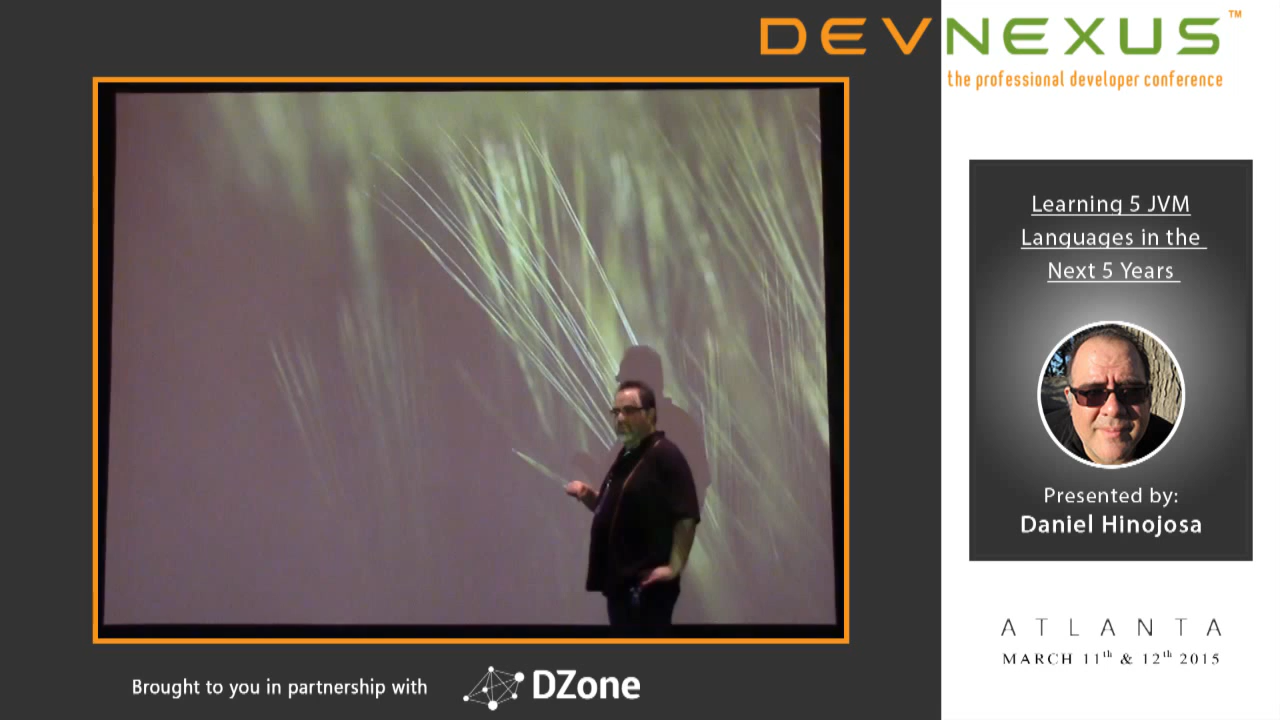 DEVNEXUS™
the professional developer conference
Learning 5 JVM
Languages in the
Next 5 Years
Presented by:
Daniel Hinojosa
ATLANTA
MARCH 11th & 12th 2015
Brought to you in partnership with
DZone